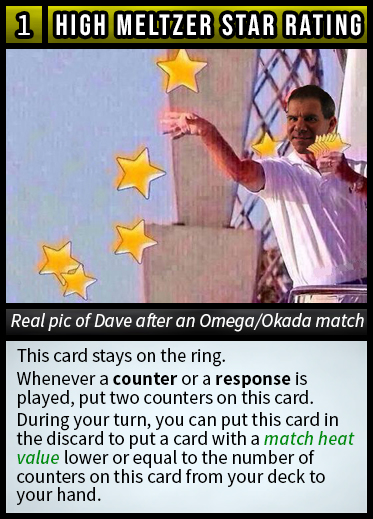 1 HIGH MELTZER STAR RATING
Real pic of Dave after an Omega/Okada match
This card stays on the ring.
Whenever a counter or a response is
played, put two counters on this card.
During your turn, you can put this card in
the discard to put a card with a match heat
value lower or equal to the number of
counters on this card from your deck to
your hand.